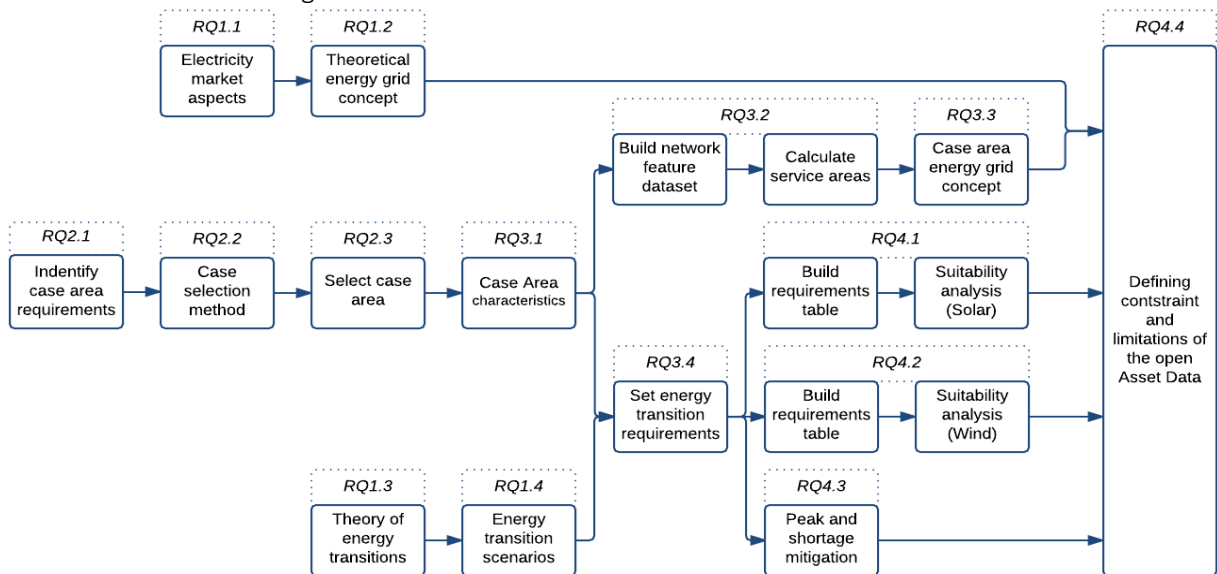 RQ1.1
Electricity
market
aspects
RQ1.2
Theoretical
energy grid
concept
RQ4.4
Defining
contstraint
and
limitations of
the open
Asset Data
RQ3.2
Build network
feature
dataset
Calculate
service areas
RQ3.3
Case area
energy grid
concept
RQ2.1
Indentify
case area
requirements
RQ2.2
Case
selection
method
RQ2.3
Select case
area
RQ3.1
Case Area
characteristics
RQ4.1
Build
requirements
table
Suitability
analysis
(Solar)
RQ3.4
Set energy
transition
requirements
RQ4.2
Build
requirements
table
Suitability
analysis
(Wind)
RQ1.3
Theory of
energy
transitions
RQ1.4
Energy
transition
scenarios
RQ4.3
Peak and
shortage
mitigation